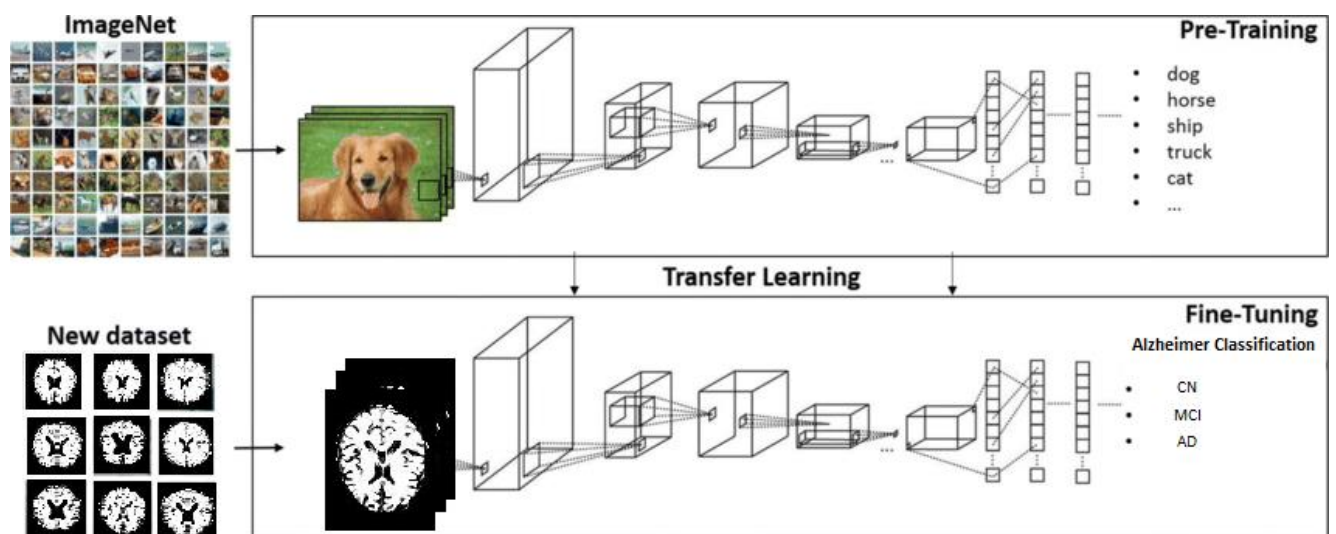 ImageNet
Pre-Training
• dog
• horse
• ship
• truck
• cat
• ...
...
Transfer Learning
New dataset
Fine-Tuning
Alzheimer Classification
• CN
• MCI
• AD
...